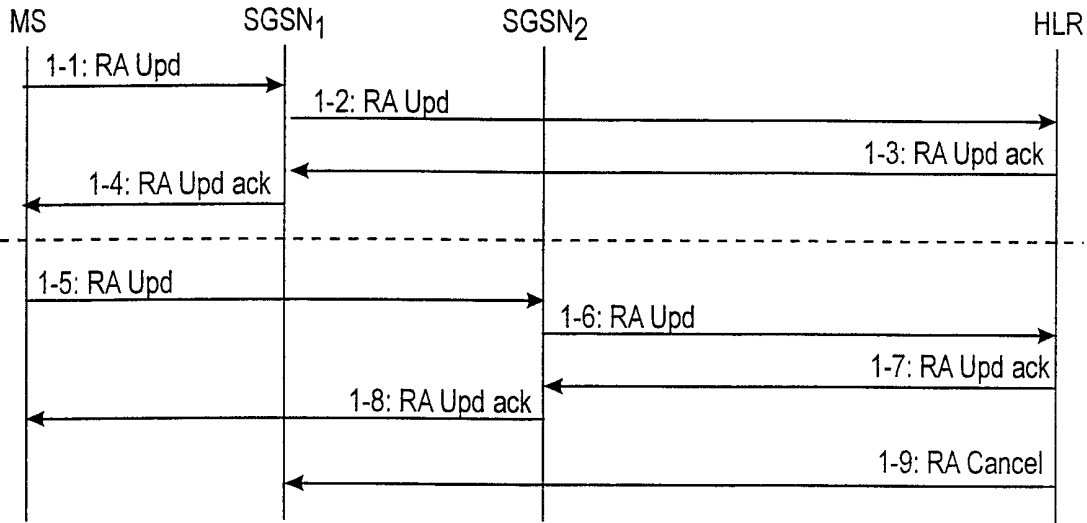 MS SGSN1 SGSN2 HLR
1-1: RA Upd
1-2: RA Upd
1-3: RA Upd ack
1-4: RA Upd ack
1-5: RA Upd
1-6: RA Upd
1-7: RA Upd ack
1-8: RA Upd ack
1-9: RA Cancel